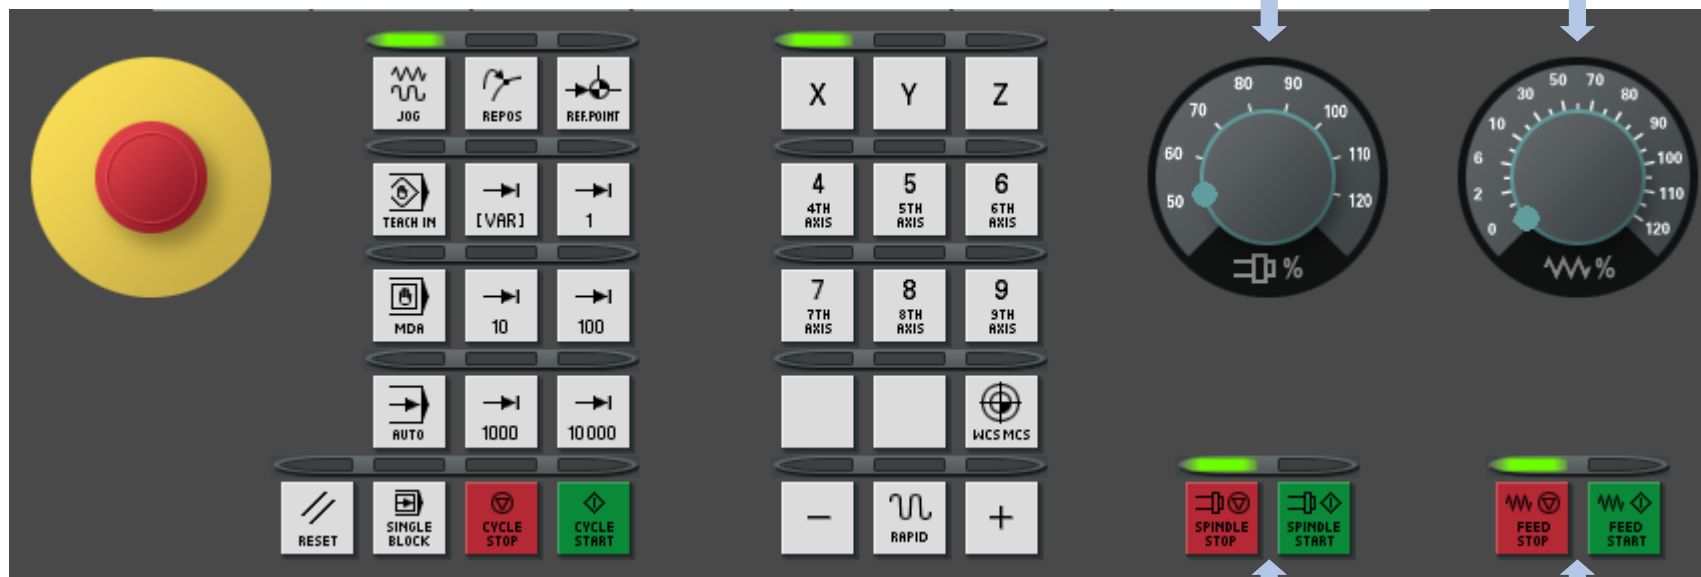 JOG
REPOS
REF.POINT
TEACH IN
[VAR]
1
MDA
10
100
AUTO
1000
10000
RESET
SINGLE
BLOCK
CYCLE
STOP
CYCLE
START
X
Y
Z
4
4TH
AXIS
5
5TH
AXIS
6
6TH
AXIS
7
7TH
AXIS
8
8TH
AXIS
9
9TH
AXIS
WCS MCS
−
RAPID
+
50
60
70
80
90
100
110
120
%
SPINDLE
STOP
SPINDLE
START
0
2
6
10
30
50
70
80
90
100
110
120
%
FEED
STOP
FEED
START